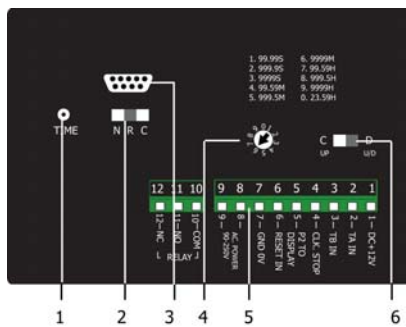 1. 99.99S 6. 9999M
2. 999.9S 7. 99.59H
3. 9999S 8. 999.5H
4. 99.59M 9. 9999H
5. 999.5M 0. 23.59H
TIME
N R C
C D
UP U/D
12 11 10
9 8 7 6 5 4 3 2 1
12-NC
11-NO
10-COM
RELAY
9- 90-250V
8- AC. POWER
7- GND 0V
6- RESET IN
5- P2 TO DISPLAY
4- CLK. STOP
3- TB IN
2- TA IN
1- DC+12V
1 2 3 4 5 6